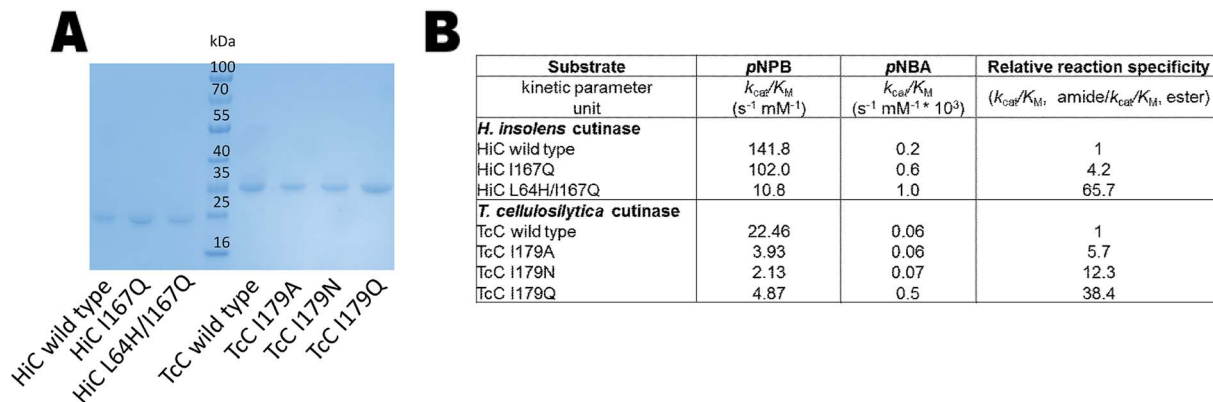 A
kDa
100
70
55
40
35
25
16
HiC wild type
HiC I167Q
HiC L64H/I167Q
TcC wild type
TcC I179A
TcC I179N
TcC I179Q
B
Substrate pNPB pNBA Relative reaction specificity
kinetic parameter kcat/KM kcat/KM (kcat/KM, amide/kcat/KM, ester)
unit (s-1 mM-1) (s-1 mM-1 * 103)
H. insolens cutinase
HiC wild type 141.8 0.2 1
HiC I167Q 102.0 0.6 4.2
HiC L64H/I167Q 10.8 1.0 65.7
T. cellulosilytica cutinase
TcC wild type 22.46 0.06 1
TcC I179A 3.93 0.06 5.7
TcC I179N 2.13 0.07 12.3
TcC I179Q 4.87 0.5 38.4